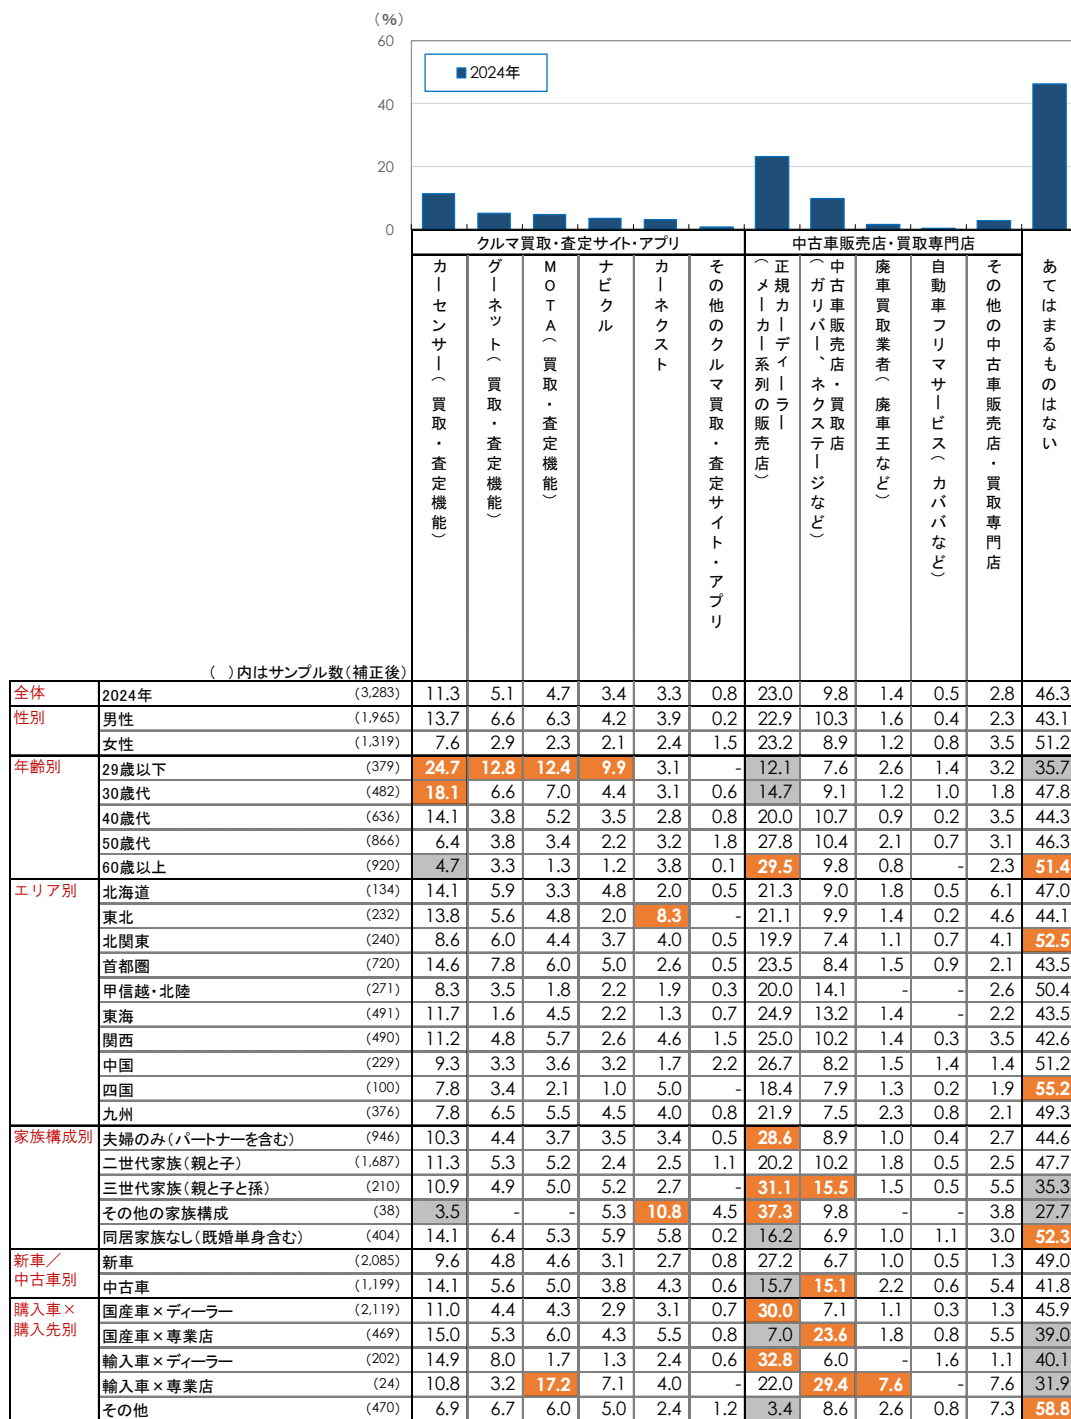 (%)
60
40
20
0
2024年
クルマ買取・査定サイト・アプリ 中古車販売店・買取専門店
カーセンサー(買取・査定機能)
グーネット(買取・査定機能)
MOTA(買取・査定機能)
ナビクル
カーネクスト
その他のクルマ買取・査定サイト・アプリ
正規カーディーラー
(メーカー系列の販売店)
中古車販売店・買取店
(ガリバー、ネクステージなど)
廃車買取業者(廃車王など)
自動車フリマサービス(カババなど)
その他の中古車販売店・買取専門店
あてはまるものはない
( )内はサンプル数(補正後)
全体 2024年 (3,283) 11.3 5.1 4.7 3.4 3.3 0.8 23.0 9.8 1.4 0.5 2.8 46.3
性別 男性 (1,965) 13.7 6.6 6.3 4.2 3.9 0.2 22.9 10.3 1.6 0.4 2.3 43.1
女性 (1,319) 7.6 2.9 2.3 2.1 2.4 1.5 23.2 8.9 1.2 0.8 3.5 51.2
年齢別 29歳以下 (379) 24.7 12.8 12.4 9.9 3.1 - 12.1 7.6 2.6 1.4 3.2 35.7
30歳代 (482) 18.1 6.6 7.0 4.4 3.1 0.6 14.7 9.1 1.2 1.0 1.8 47.8
40歳代 (636) 14.1 3.8 5.2 3.5 2.8 0.8 20.0 10.7 0.9 0.2 3.5 44.3
50歳代 (866) 6.4 3.8 3.4 2.2 3.2 1.8 27.8 10.4 2.1 0.7 3.1 46.3
60歳以上 (920) 4.7 3.3 1.3 1.2 3.8 0.1 29.5 9.8 0.8 - 2.3 51.4
エリア別 北海道 (134) 14.1 5.9 3.3 4.8 2.0 0.5 21.3 9.0 1.8 0.5 6.1 47.0
東北 (232) 13.8 5.6 4.8 2.0 8.3 - 21.1 9.9 1.4 0.2 4.6 44.1
北関東 (240) 8.6 6.0 4.4 3.7 4.0 0.5 19.9 7.4 1.1 0.7 4.1 52.5
首都圏 (720) 14.6 7.8 6.0 5.0 2.6 0.5 23.5 8.4 1.5 0.9 2.1 43.5
甲信越・北陸 (271) 8.3 3.5 1.8 2.2 1.9 0.3 20.0 14.1 - - 2.6 50.4
東海 (491) 11.7 1.6 4.5 2.2 1.3 0.7 24.9 13.2 1.4 - 2.2 43.5
関西 (490) 11.2 4.8 5.7 2.6 4.6 1.5 25.0 10.2 1.4 0.3 3.5 42.6
中国 (229) 9.3 3.3 3.6 3.2 1.7 2.2 26.7 8.2 1.5 1.4 1.4 51.2
四国 (100) 7.8 3.4 2.1 1.0 5.0 - 18.4 7.9 1.3 0.2 1.9 55.2
九州 (376) 7.8 6.5 5.5 4.5 4.0 0.8 21.9 7.5 2.3 0.8 2.1 49.3
家族構成別 夫婦のみ(パートナーを含む) (946) 10.3 4.4 3.7 3.5 3.4 0.5 28.6 8.9 1.0 0.4 2.7 44.6
二世代家族(親と子) (1,687) 11.3 5.3 5.2 2.4 2.5 1.1 20.2 10.2 1.8 0.5 2.5 47.7
三世代家族(親と子と孫) (210) 10.9 4.9 5.0 5.2 2.7 - 31.1 15.5 1.5 0.5 5.5 35.3
その他の家族構成 (38) 3.5 - - 5.3 10.8 4.5 37.3 9.8 - - 3.8 27.7
同居家族なし(既婚単身含む) (404) 14.1 6.4 5.3 5.9 5.8 0.2 16.2 6.9 1.0 1.1 3.0 52.3
新車/ 新車 (2,085) 9.6 4.8 4.6 3.1 2.7 0.8 27.2 6.7 1.0 0.5 1.3 49.0
中古車別 中古車 (1,199) 14.1 5.6 5.0 3.8 4.3 0.6 15.7 15.1 2.2 0.6 5.4 41.8
購入車× 国産車×ディーラー (2,119) 11.0 4.4 4.3 2.9 3.1 0.7 30.0 7.1 1.1 0.3 1.3 45.9
購入先別 国産車×専業店 (469) 15.0 5.3 6.0 4.3 5.5 0.8 7.0 23.6 1.8 0.8 5.5 39.0
輸入車×ディーラー (202) 14.9 8.0 1.7 1.3 2.4 0.6 32.8 6.0 - 1.6 1.1 40.1
輸入車×専業店 (24) 10.8 3.2 17.2 7.1 4.0 - 22.0 29.4 7.6 - 7.6 31.9
その他 (470) 6.9 6.7 6.0 5.0 2.4 1.2 3.4 8.6 2.6 0.8 7.3 58.8